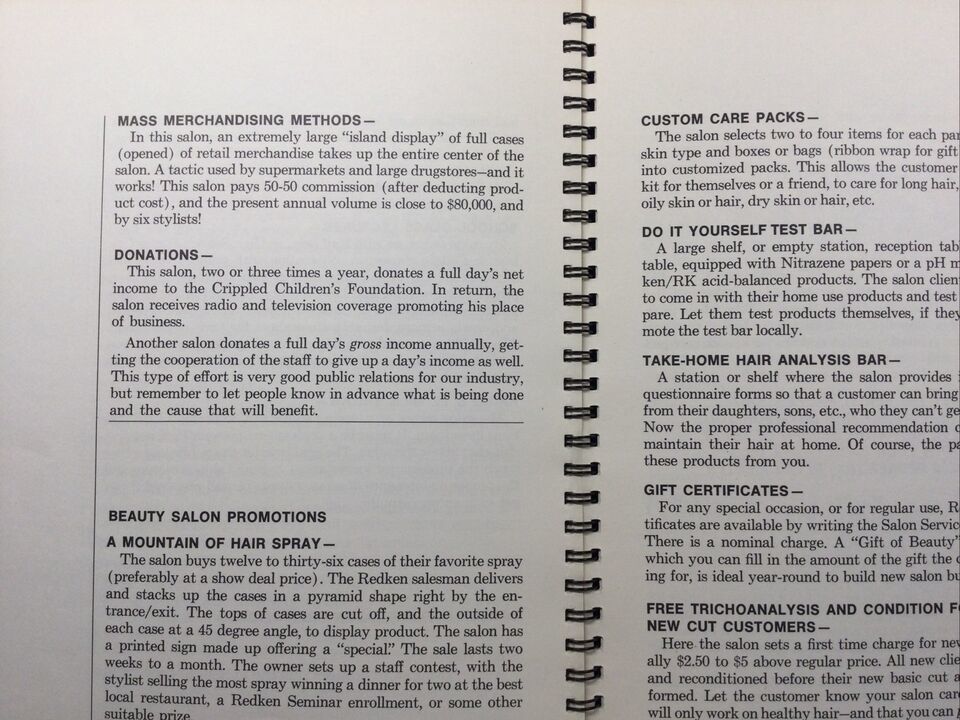 MASS MERCHANDISING METHODS—
In this salon, an extremely large “island display” of full cases
(opened) of retail merchandise takes up the entire center of the
salon. A tactic used by supermarkets and large drugstores—and it
works! This salon pays 50-50 commission (after deducting prod-
uct cost), and the present annual volume is close to $80,000, and
by six stylists!
DONATIONS—
This salon, two or three times a year, donates a full day’s net
income to the Crippled Children’s Foundation. In return, the
salon receives radio and television coverage promoting his place
of business.
Another salon donates a full day’s gross income annually, get-
ting the cooperation of the staff to give up a day’s income as well.
This type of effort is very good public relations for our industry,
but remember to let people know in advance what is being done
and the cause that will benefit.
BEAUTY SALON PROMOTIONS
A MOUNTAIN OF HAIR SPRAY—
The salon buys twelve to thirty-six cases of their favorite spray
(preferably at a show deal price). The Redken salesman delivers
and stacks up the cases in a pyramid shape right by the en-
trance/exit. The tops of cases are cut off, and the outside of
each case at a 45 degree angle, to display product. The salon has
a printed sign made up offering a “special.” The sale lasts two
weeks to a month. The owner sets up a staff contest, with the
stylist selling the most spray winning a dinner for two at the best
local restaurant, a Redken Seminar enrollment, or some other
suitable prize.
CUSTOM CARE PACKS—
The salon selects two to four items for each
skin type and boxes or bags (ribbon wrap for gift
into customized packs. This allows the customer
kit for themselves or a friend, to care for long hair,
oily skin or hair, dry skin or hair, etc.
DO IT YOURSELF TEST BAR—
A large shelf, or empty station, reception
table, equipped with Nitrazene papers or a pH
ken/RK acid-balanced products. The salon
to come in with their home use products and test
pare. Let them test products themselves, if they
mote the test bar locally.
TAKE-HOME HAIR ANALYSIS BAR—
A station or shelf where the salon provides
questionnaire forms so that a customer can bring
from their daughters, sons, etc., who they can’t
Now the proper professional recommendation
maintain their hair at home. Of course, the
these products from you.
GIFT CERTIFICATES—
For any special occasion, or for regular use,
tificates are available by writing the Salon
There is a nominal charge. A “Gift of Beauty”
which you can fill in the amount of the gift the
ing for, is ideal year-round to build new salon
FREE TRICHOANALYSIS AND CONDITION
NEW CUT CUSTOMERS—
Here the salon sets a first time charge for
ally $2.50 to $5 above regular price. All new
and reconditioned before their new basic cut
formed. Let the customer know your salon
will only work on healthy hair—and that you can